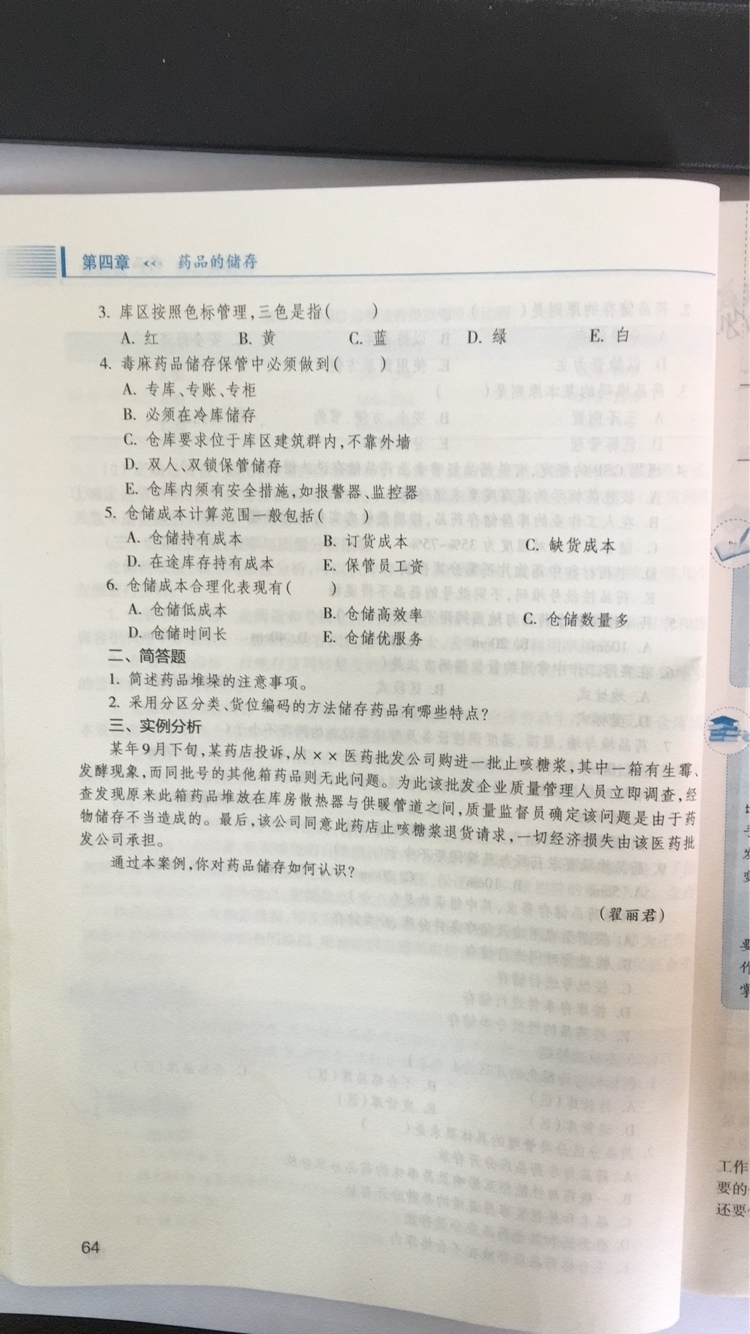 第四章 ‹‹ 药品的储存
3. 库区按照色标管理,三色是指(  )
A. 红 B. 黄 C. 蓝 D. 绿 E. 白
4. 毒麻药品储存保管中必须做到(  )
A. 专库、专账、专柜
B. 必须在冷库储存
C. 仓库要求位于库区建筑群内,不靠外墙
D. 双人、双锁保管储存
E. 仓库内须有安全措施,如报警器、监控器
5. 仓储成本计算范围一般包括(  )
A. 仓储持有成本 B. 订货成本 C. 缺货成本
D. 在途库存持有成本 E. 保管员工资
6. 仓储成本合理化表现有(  )
A. 仓储低成本 B. 仓储高效率 C. 仓储数量多
D. 仓储时间长 E. 仓储优服务
二、简答题
1. 简述药品堆垛的注意事项。
2. 采用分区分类、货位编码的方法储存药品有哪些特点?
三、实例分析
某年9月下旬,某药店投诉,从××医药批发公司购进一批止咳糖浆,其中一箱有生霉、
发酵现象,而同批号的其他箱药品则无此问题。为此该批发企业质量管理人员立即调查,经
查发现原来此箱药品堆放在库房散热器与供暖管道之间,质量监督员确定该问题是由于药
物储存不当造成的。最后,该公司同意此药店止咳糖浆退货请求,一切经济损失由该医药批
发公司承担。
通过本案例,你对药品储存如何认识?
(翟丽君)
64
工作
要的
还要